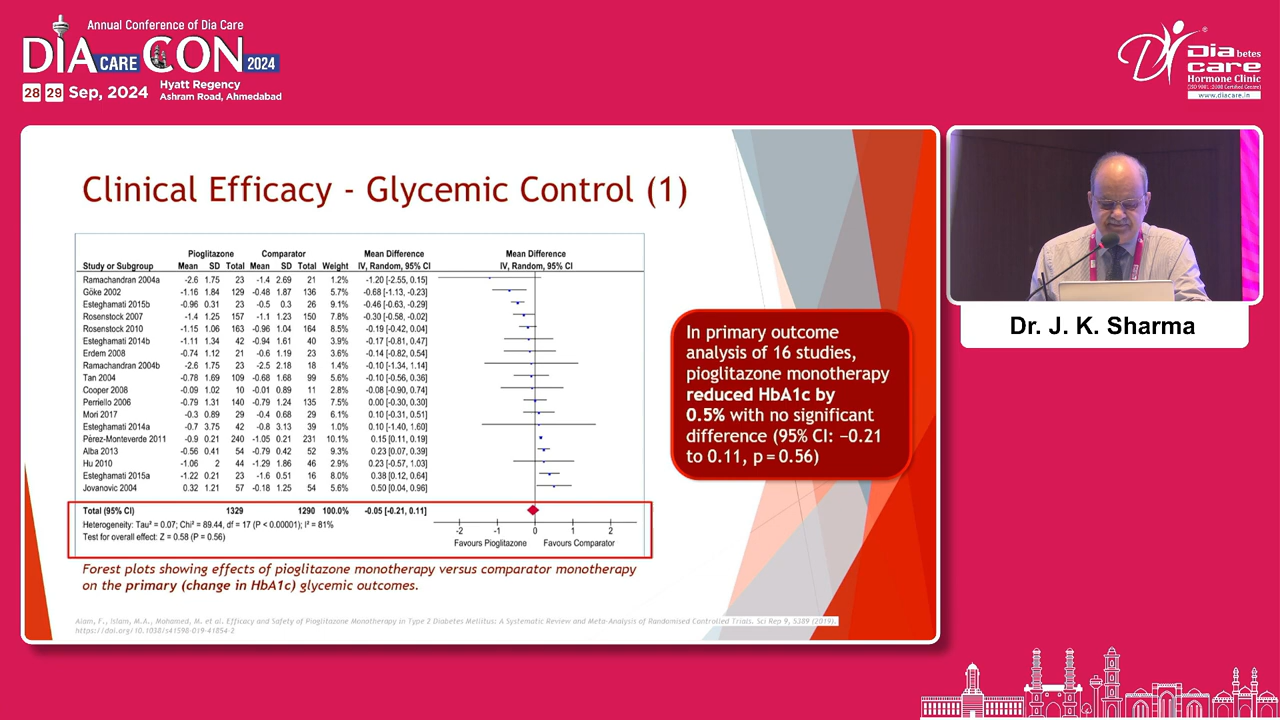 Annual Conference of Dia Care
DIA CARE CON 2024
28 29 Sep, 2024
Hyatt Regency
Ashram Road, Ahmedabad
Diabetes
care
Hormone Clinic
(ISO 9001:2008 Certified Centre)
www.diacare.in
Clinical Efficacy - Glycemic Control (1)
Pioglitazone Comparator Mean Difference Mean Difference
Study or Subgroup Mean SD Total Mean SD Total Weight IV, Random, 95% CI IV, Random, 95% CI
Ramachandran 2004a -2.6 1.75 23 -1.4 2.69 21 1.2% -1.20 [-2.55, 0.15]
Göke 2002 -1.16 1.84 129 -0.48 1.87 136 5.7% -0.68 [-1.13, -0.23]
Esteghamati 2015b -0.96 0.31 23 -0.5 0.3 26 9.1% -0.46 [-0.63, -0.29]
Rosenstock 2007 -1.4 1.25 157 -1.1 1.23 150 7.8% -0.30 [-0.58, -0.02]
Rosenstock 2010 -1.15 1.06 163 -0.96 1.04 164 8.4% -0.19 [-0.42, 0.04]
Esteghamati 2014b -1.11 1.34 42 -0.94 1.61 40 3.9% -0.17 [-0.81, 0.47]
Erdem 2008 -0.74 1.12 21 -0.6 1.19 23 3.6% -0.14 [-0.82, 0.54]
Ramachandran 2004b -2.6 1.75 23 -2.5 2.18 18 1.4% -0.10 [-1.34, 1.14]
Tan 2004 -0.78 1.69 109 -0.68 1.68 99 5.6% -0.10 [-0.56, 0.36]
Cooper 2008 -0.09 1.02 10 -0.01 0.89 11 2.8% -0.08 [-0.90, 0.74]
Perriello 2006 -0.79 1.31 140 -0.79 1.24 135 7.6% 0.00 [-0.30, 0.30]
Mori 2017 -0.3 0.89 29 -0.4 0.68 29 6.2% 0.10 [-0.31, 0.51]
Esteghamati 2014a -0.7 3.75 42 -0.8 3.13 39 1.0% 0.10 [-1.40, 1.60]
Pérez-Monteverde 2011 -0.9 0.21 240 -1.05 0.21 231 10.1% 0.15 [0.11, 0.19]
Alba 2013 -0.56 0.41 54 -0.79 0.42 52 9.2% 0.23 [0.07, 0.39]
Hu 2010 -1.06 2 44 -1.29 1.86 46 3.0% 0.23 [-0.57, 1.03]
Esteghamati 2015a -1.22 0.21 23 -1.6 0.51 16 7.9% 0.38 [0.12, 0.64]
Jovanovic 2004 0.32 1.21 57 -0.18 1.25 54 5.6% 0.50 [0.04, 0.96]
Total (95% CI) 1329 1290 100.0% -0.05 [-0.21, 0.11]
Heterogeneity: Tau² = 0.07; Chi² = 89.44, df = 17 (P < 0.00001); I² = 81%
Test for overall effect: Z = 0.58 (P = 0.56)
-2 -1 0 1 2
Favours Pioglitazone Favours Comparator
Forest plots showing effects of pioglitazone monotherapy versus comparator monotherapy
on the primary (change in HbA1c) glycemic outcomes.
In primary outcome
analysis of 16 studies,
pioglitazone monotherapy
reduced HbA1c by
0.5% with no significant
difference (95% CI: −0.21
to 0.11, p = 0.56)
Alam, F., Islam, M.A., Mohamed, M. et al. Efficacy and Safety of Pioglitazone Monotherapy in Type 2 Diabetes Mellitus: A Systematic Review and Meta-Analysis of Randomised Controlled Trials. Sci Rep 9, 5389 (2019).
https://doi.org/10.1038/s41598-019-41854-2
Dr. J. K. Sharma